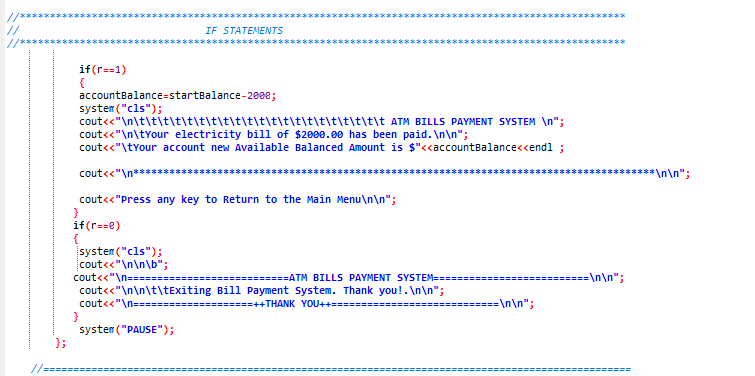 //*****************************************************************************************************
// IF STATEMENTS
//*****************************************************************************************************
if(r==1)
{
accountBalance=startBalance-2000;
system("cls");
cout<<"\n\t\t\t\t\t\t\t\t\t\t\t\t\t\t\t\t\t\t\t\t\t ATM BILLS PAYMENT SYSTEM \n";
cout<<"\n\tYour electricity bill of $2000.00 has been paid.\n\n";
cout<<"\tYour account new Available Balanced Amount is $"<<accountBalance<<endl ;
cout<<"\n***************************************************************************************\n\n";
cout<<"Press any key to Return to the Main Menu\n\n";
}
if(r==0)
{
system("cls");
cout<<"\n\n\b";
cout<<"\n===========================ATM BILLS PAYMENT SYSTEM==========================\n\n";
cout<<"\n\n\t\tExiting Bill Payment System. Thank you!.\n\n";
cout<<"\n====================++THANK YOU++============================\n\n";
}
system("PAUSE");
};
//==================================================================================================